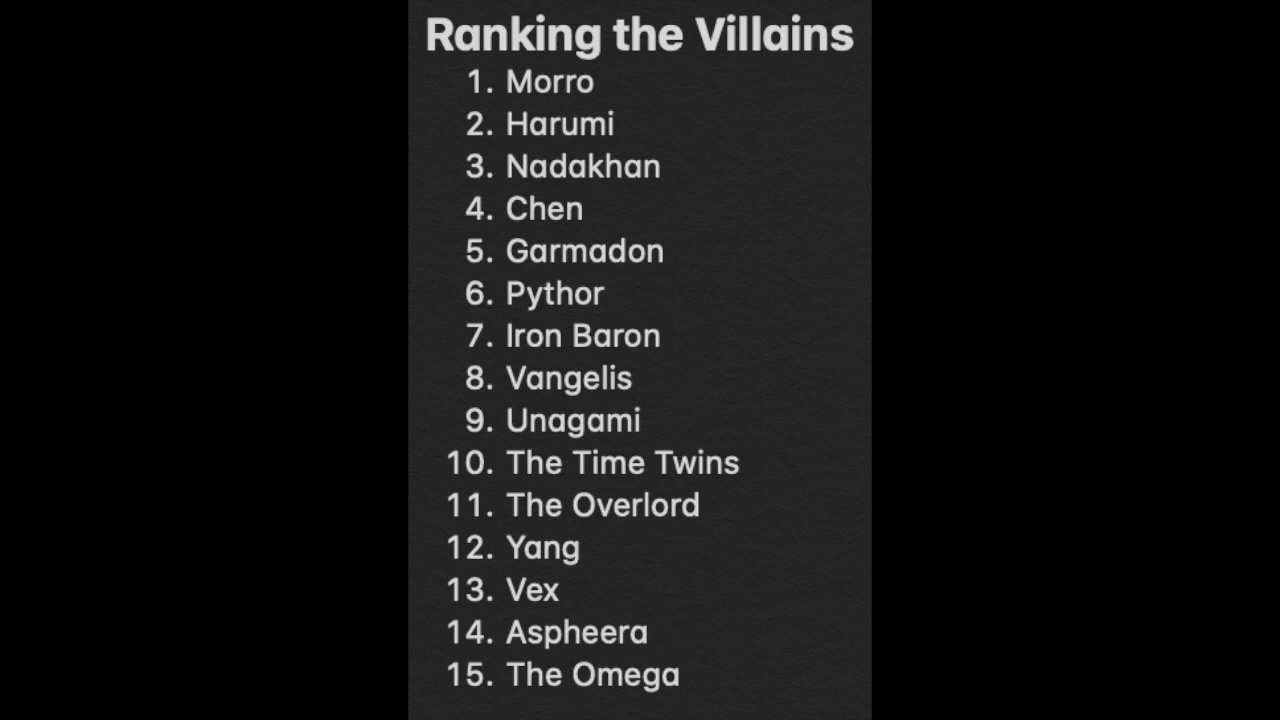 Ranking the Villains
1. Morro
2. Harumi
3. Nadakhan
4. Chen
5. Garmadon
6. Pythor
7. Iron Baron
8. Vangelis
9. Unagami
10. The Time Twins
11. The Overlord
12. Yang
13. Vex
14. Aspheera
15. The Omega